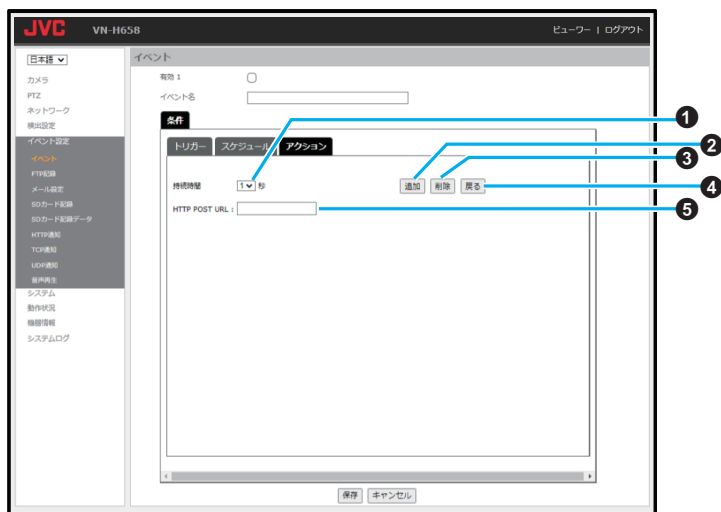 JVC VN-H658 ビューワー | ログアウト
日本語
カメラ
PTZ
ネットワーク
検出設定
イベント設定
イベント
FTP記録
メール設定
SDカード記録
SDカード記録データ
HTTP通知
TCP通知
UDP通知
音声再生
システム
動作状況
機器情報
システムログ
イベント
有効 1
イベント名
条件
トリガー スケジュール アクション
持続時間 1 秒 追加 削除 戻る
HTTP POST URL :
保存 キャンセル
1
2
3
4
5